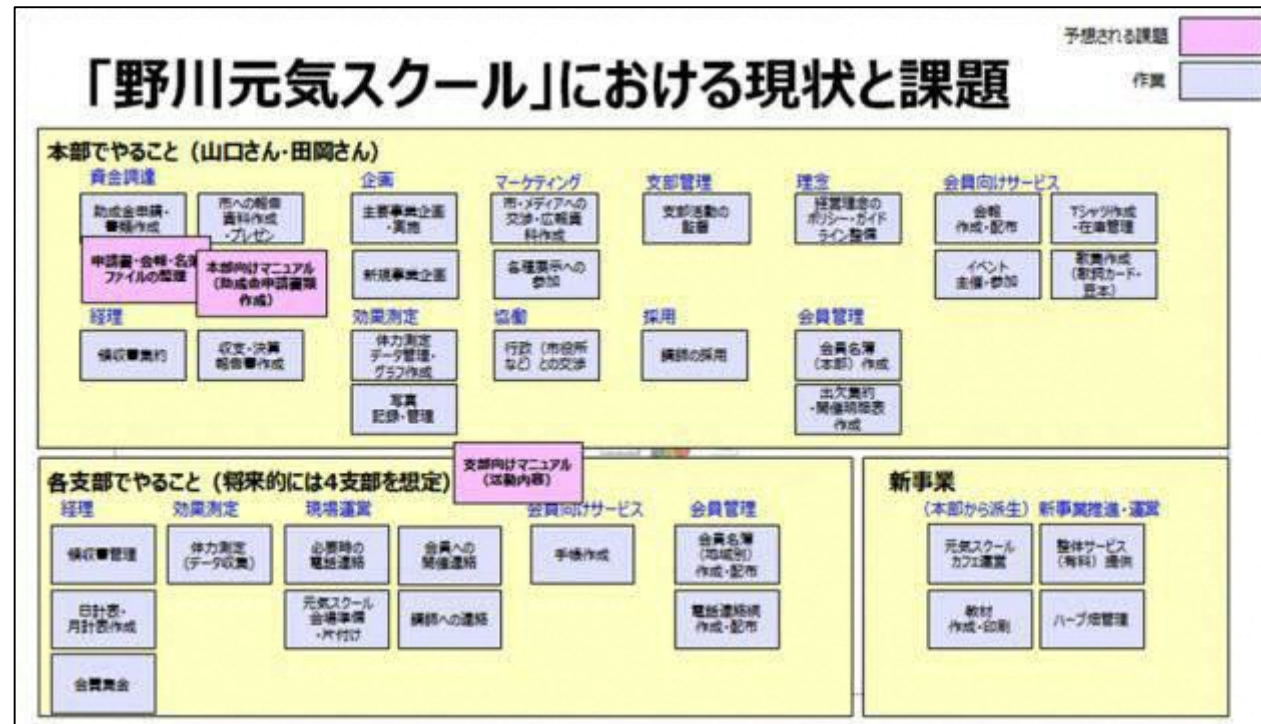 予想される課題
作業
「野川元気スクール」における現状と課題
本部でやること（山口さん・田岡さん）
資金調達
助成金申請・
書類作成
市への報告
資料作成
・プレゼン
申請書・会報・名
ファイルの整理
本部向けマニュアル
（助成金申請書類
作成）
企画
主要事業企画
・実施
新規事業企画
マーケティング
市・メディアへの
交渉・広報資
料作成
各種展示への
参加
支部管理
支部活動の
監督
理念
経営理念の
ポリシー・ガイド
ライン整備
会員向けサービス
会報
作成・配布
Tシャツ作成
・在庫管理
イベント
主催・参加
歌集作成
（歌詞カード・
豆本）
経理
領収書集約
収支・決算
報告書作成
効果測定
体力測定
データ管理・
グラフ作成
写真
記録・管理
協働
行政（市役所
など）との交渉
採用
講師の採用
会員管理
会員名簿
（本部）作成
出欠集約
・開催時間表
作成
各支部でやること（将来的には4支部を想定）
支部向けマニュアル
（活動内容）
経理
領収書管理
日計表・
月計表作成
会費集金
効果測定
体力測定
（データ収集）
現場運営
必要時の
電話連絡
会員への
開催連絡
元気スクール
会場準備
・片付け
講師への連絡
会員向けサービス
手帳作成
会員管理
会員名簿
（地域別）
作成・配布
電話連絡網
作成・配布
新事業
（本部から派生）
新事業推進・運営
元気スクール
カフェ運営
整体サービス
（有料）提供
教材
作成・印刷
ハーブ畑管理